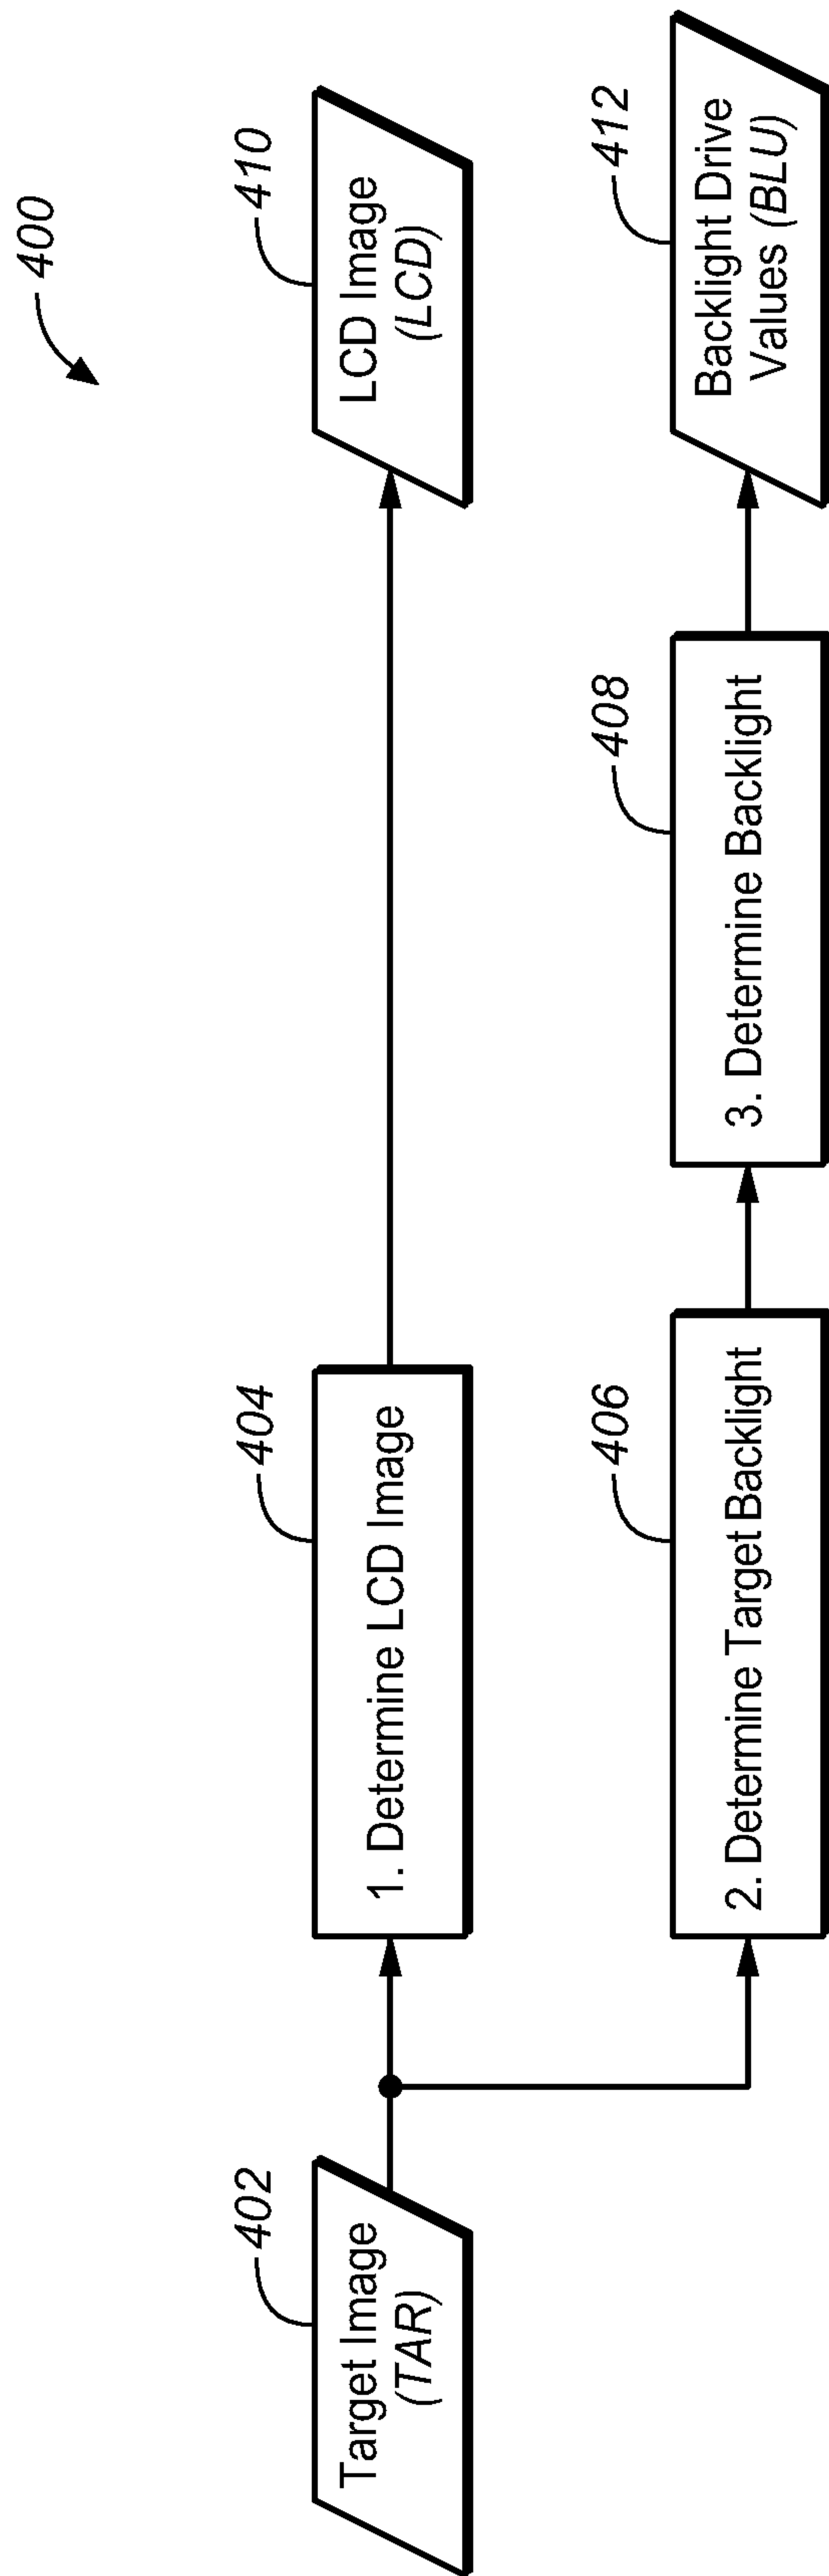 400
402
Target Image
(TAR)
404
1. Determine LCD Image
410
LCD Image
(LCD)
406
2. Determine Target Backlight
408
3. Determine Backlight
412
Backlight Drive
Values (BLU)